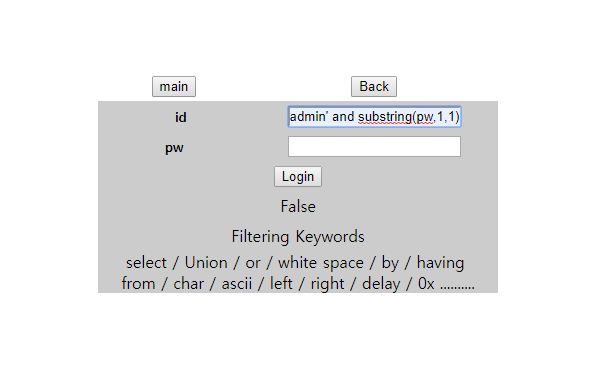 main Back
id admin' and substring(pw,1,1)
pw
Login
False
Filtering Keywords
select / Union / or / white space / by / having
from / char / ascii / left / right / delay / 0x ..........